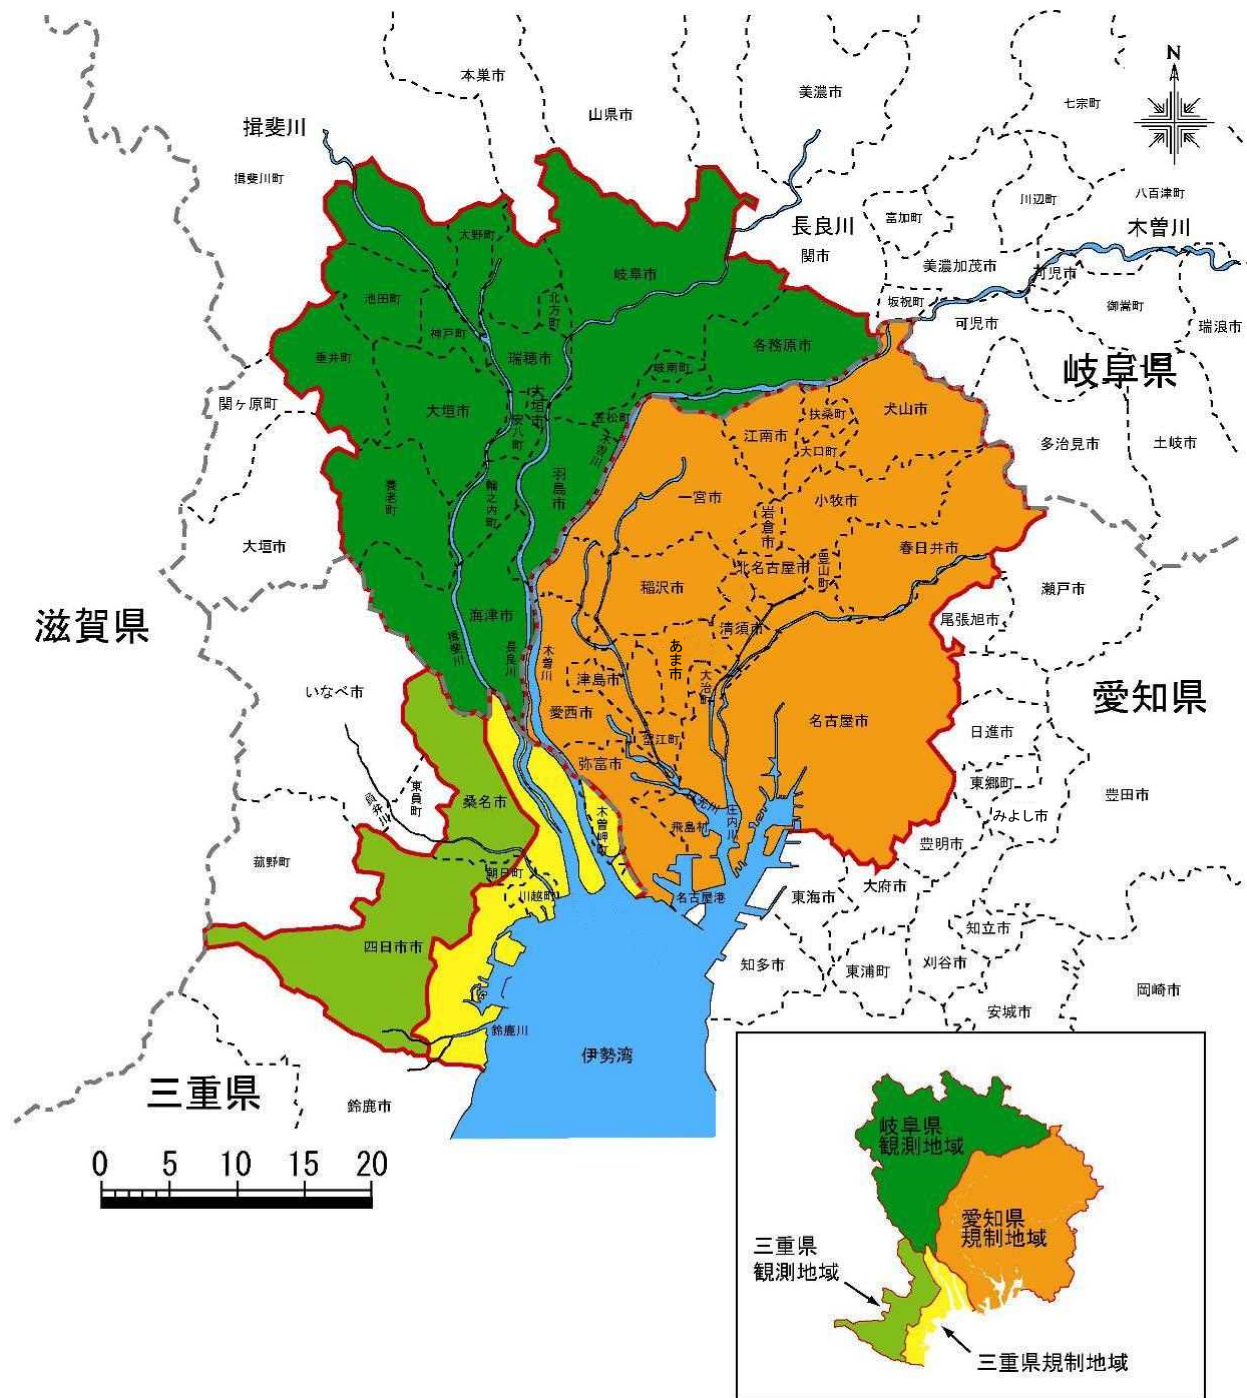 本巣市
山県市
美濃市
N
七宗町
揖斐川
揖斐川町
川辺町
八百津町
富加町
長良川
木曽川
関市
大野町
美濃加茂市
岐阜市
可児市
池田町
北方町
坂祝町
御嵩町
可児市
瑞浪市
神戸町
垂井町
瑞穂市
各務原市
岐南町
岐阜県
関ヶ原町
大垣市
大垣市
安八町
笠松町
木曽川
扶桑町
犬山市
江南市
多治見市
土岐市
大口町
羽島市
養老町
輪之内町
一宮市
小牧市
岩倉市
大垣市
春日井市
北名古屋市
豊山町
稲沢市
瀬戸市
海津市
滋賀県
清須市
尾張旭市
揖斐川
長良川
木曽川
あま市
津島市
大治町
いなべ市
愛西市
愛知県
名古屋市
日進市
蟹江町
弥富市
東郷町
東員町
員弁川
桑名市
豊田市
日光川
庄内川
木曽岬町
飛島村
みよし市
豊明市
菰野町
朝日町
川越町
大府市
名古屋港
東海市
四日市市
知立市
知多市
東浦町
刈谷市
岡崎市
安城市
鈴鹿川
伊勢湾
三重県
鈴鹿市
0 5 10 15 20
岐阜県
観測地域
愛知県
規制地域
三重県
観測地域
三重県規制地域